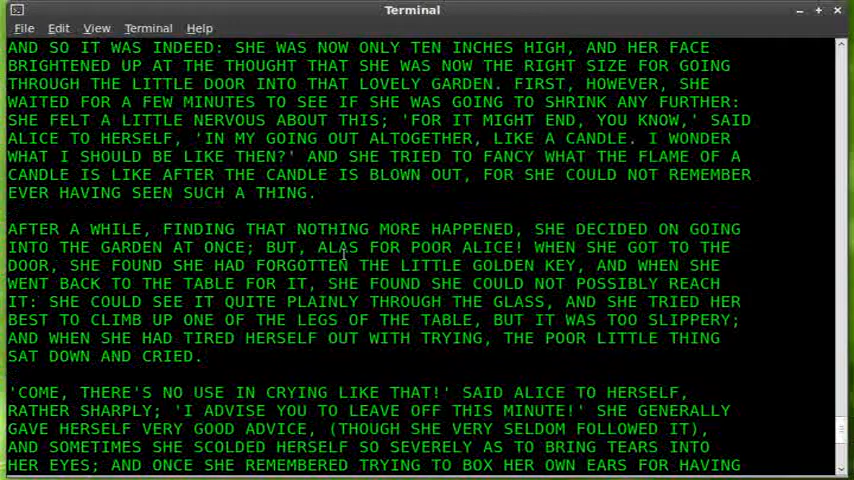 Terminal
File Edit View Terminal Help
AND SO IT WAS INDEED: SHE WAS NOW ONLY TEN INCHES HIGH, AND HER FACE
BRIGHTENED UP AT THE THOUGHT THAT SHE WAS NOW THE RIGHT SIZE FOR GOING
THROUGH THE LITTLE DOOR INTO THAT LOVELY GARDEN. FIRST, HOWEVER, SHE
WAITED FOR A FEW MINUTES TO SEE IF SHE WAS GOING TO SHRINK ANY FURTHER:
SHE FELT A LITTLE NERVOUS ABOUT THIS; 'FOR IT MIGHT END, YOU KNOW,' SAID
ALICE TO HERSELF, 'IN MY GOING OUT ALTOGETHER, LIKE A CANDLE. I WONDER
WHAT I SHOULD BE LIKE THEN?' AND SHE TRIED TO FANCY WHAT THE FLAME OF A
CANDLE IS LIKE AFTER THE CANDLE IS BLOWN OUT, FOR SHE COULD NOT REMEMBER
EVER HAVING SEEN SUCH A THING.
AFTER A WHILE, FINDING THAT NOTHING MORE HAPPENED, SHE DECIDED ON GOING
INTO THE GARDEN AT ONCE; BUT, ALAS FOR POOR ALICE! WHEN SHE GOT TO THE
DOOR, SHE FOUND SHE HAD FORGOTTEN THE LITTLE GOLDEN KEY, AND WHEN SHE
WENT BACK TO THE TABLE FOR IT, SHE FOUND SHE COULD NOT POSSIBLY REACH
IT: SHE COULD SEE IT QUITE PLAINLY THROUGH THE GLASS, AND SHE TRIED HER
BEST TO CLIMB UP ONE OF THE LEGS OF THE TABLE, BUT IT WAS TOO SLIPPERY;
AND WHEN SHE HAD TIRED HERSELF OUT WITH TRYING, THE POOR LITTLE THING
SAT DOWN AND CRIED.
'COME, THERE'S NO USE IN CRYING LIKE THAT!' SAID ALICE TO HERSELF,
RATHER SHARPLY; 'I ADVISE YOU TO LEAVE OFF THIS MINUTE!' SHE GENERALLY
GAVE HERSELF VERY GOOD ADVICE, (THOUGH SHE VERY SELDOM FOLLOWED IT),
AND SOMETIMES SHE SCOLDED HERSELF SO SEVERELY AS TO BRING TEARS INTO
HER EYES; AND ONCE SHE REMEMBERED TRYING TO BOX HER OWN EARS FOR HAVING